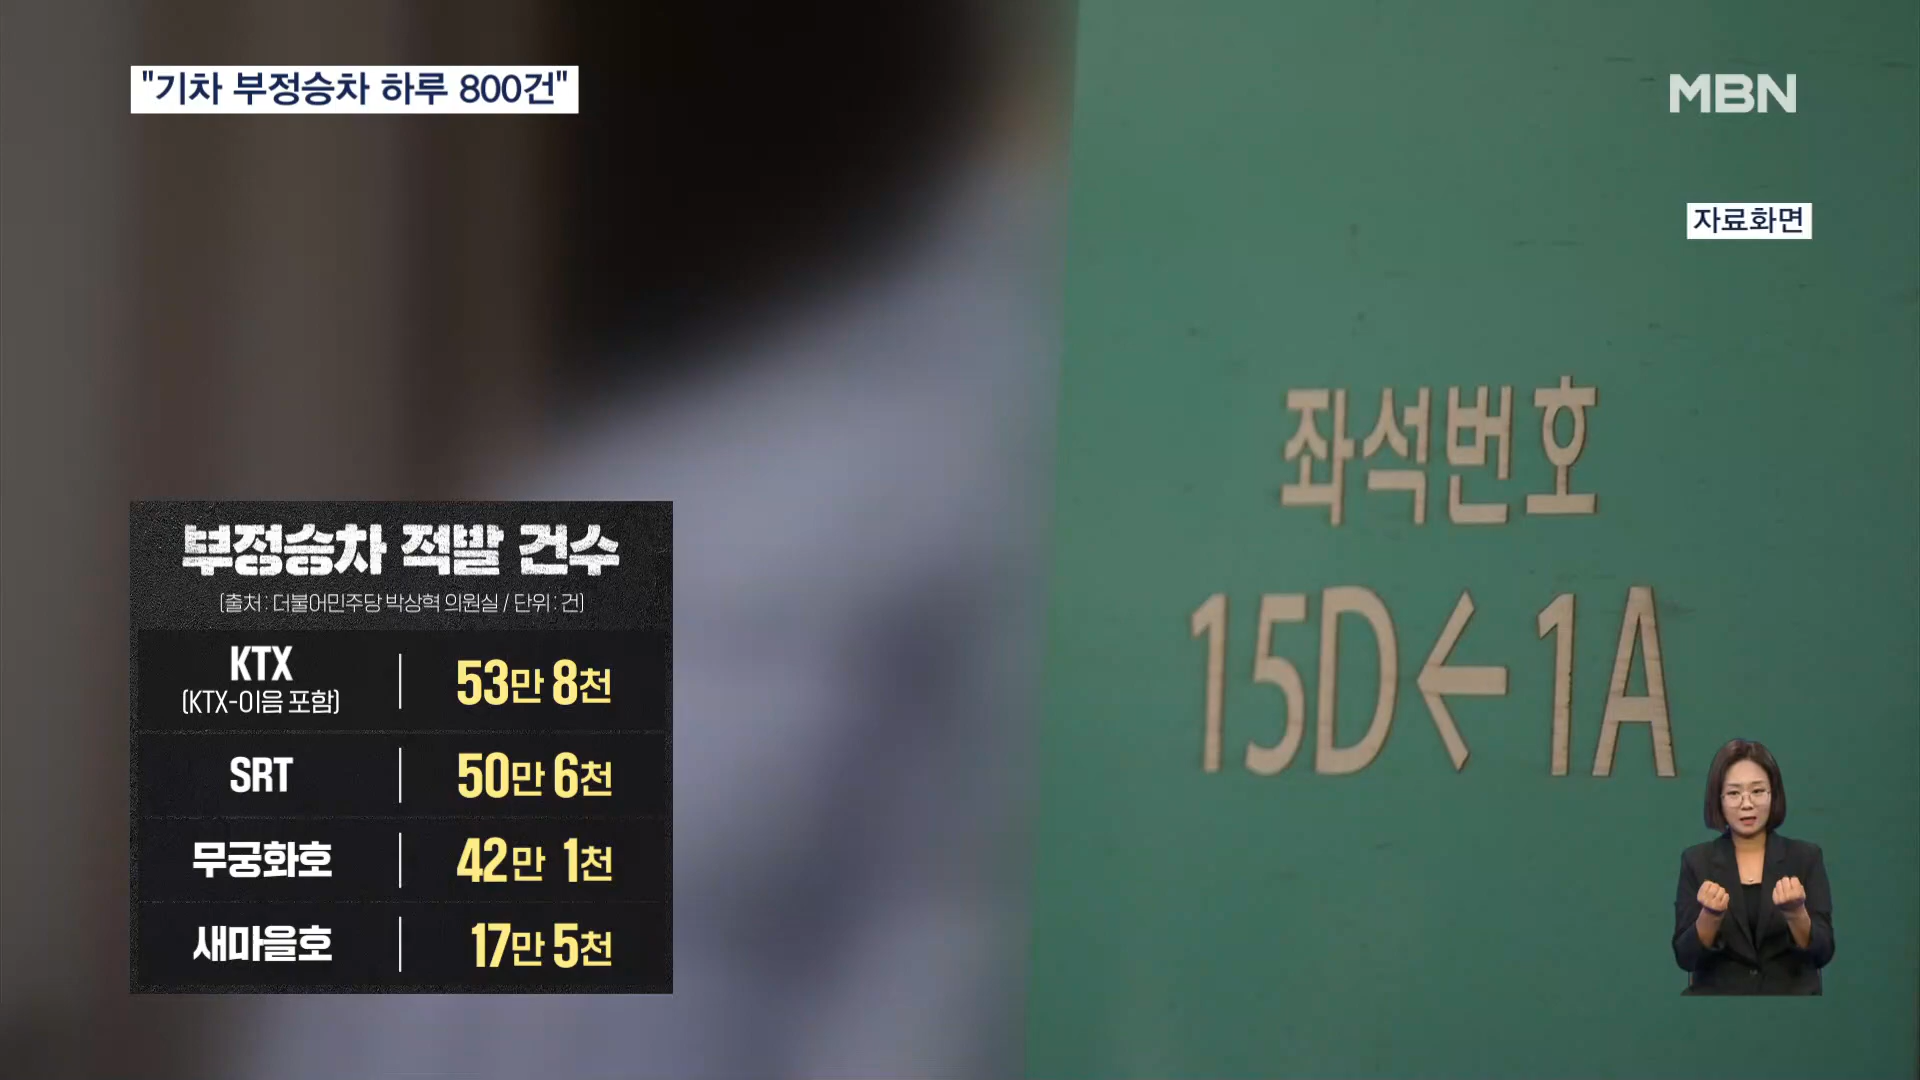 "기차 부정승차 하루 800건"
MBN
자료화면
좌석번호
15D←1A
부정승차 적발 건수
(출처 : 더불어민주당 박상혁 의원실 / 단위 : 건)
KTX
(KTX-이음 포함)
53만 8천
SRT
50만 6천
무궁화호
42만 1천
새마을호
17만 5천